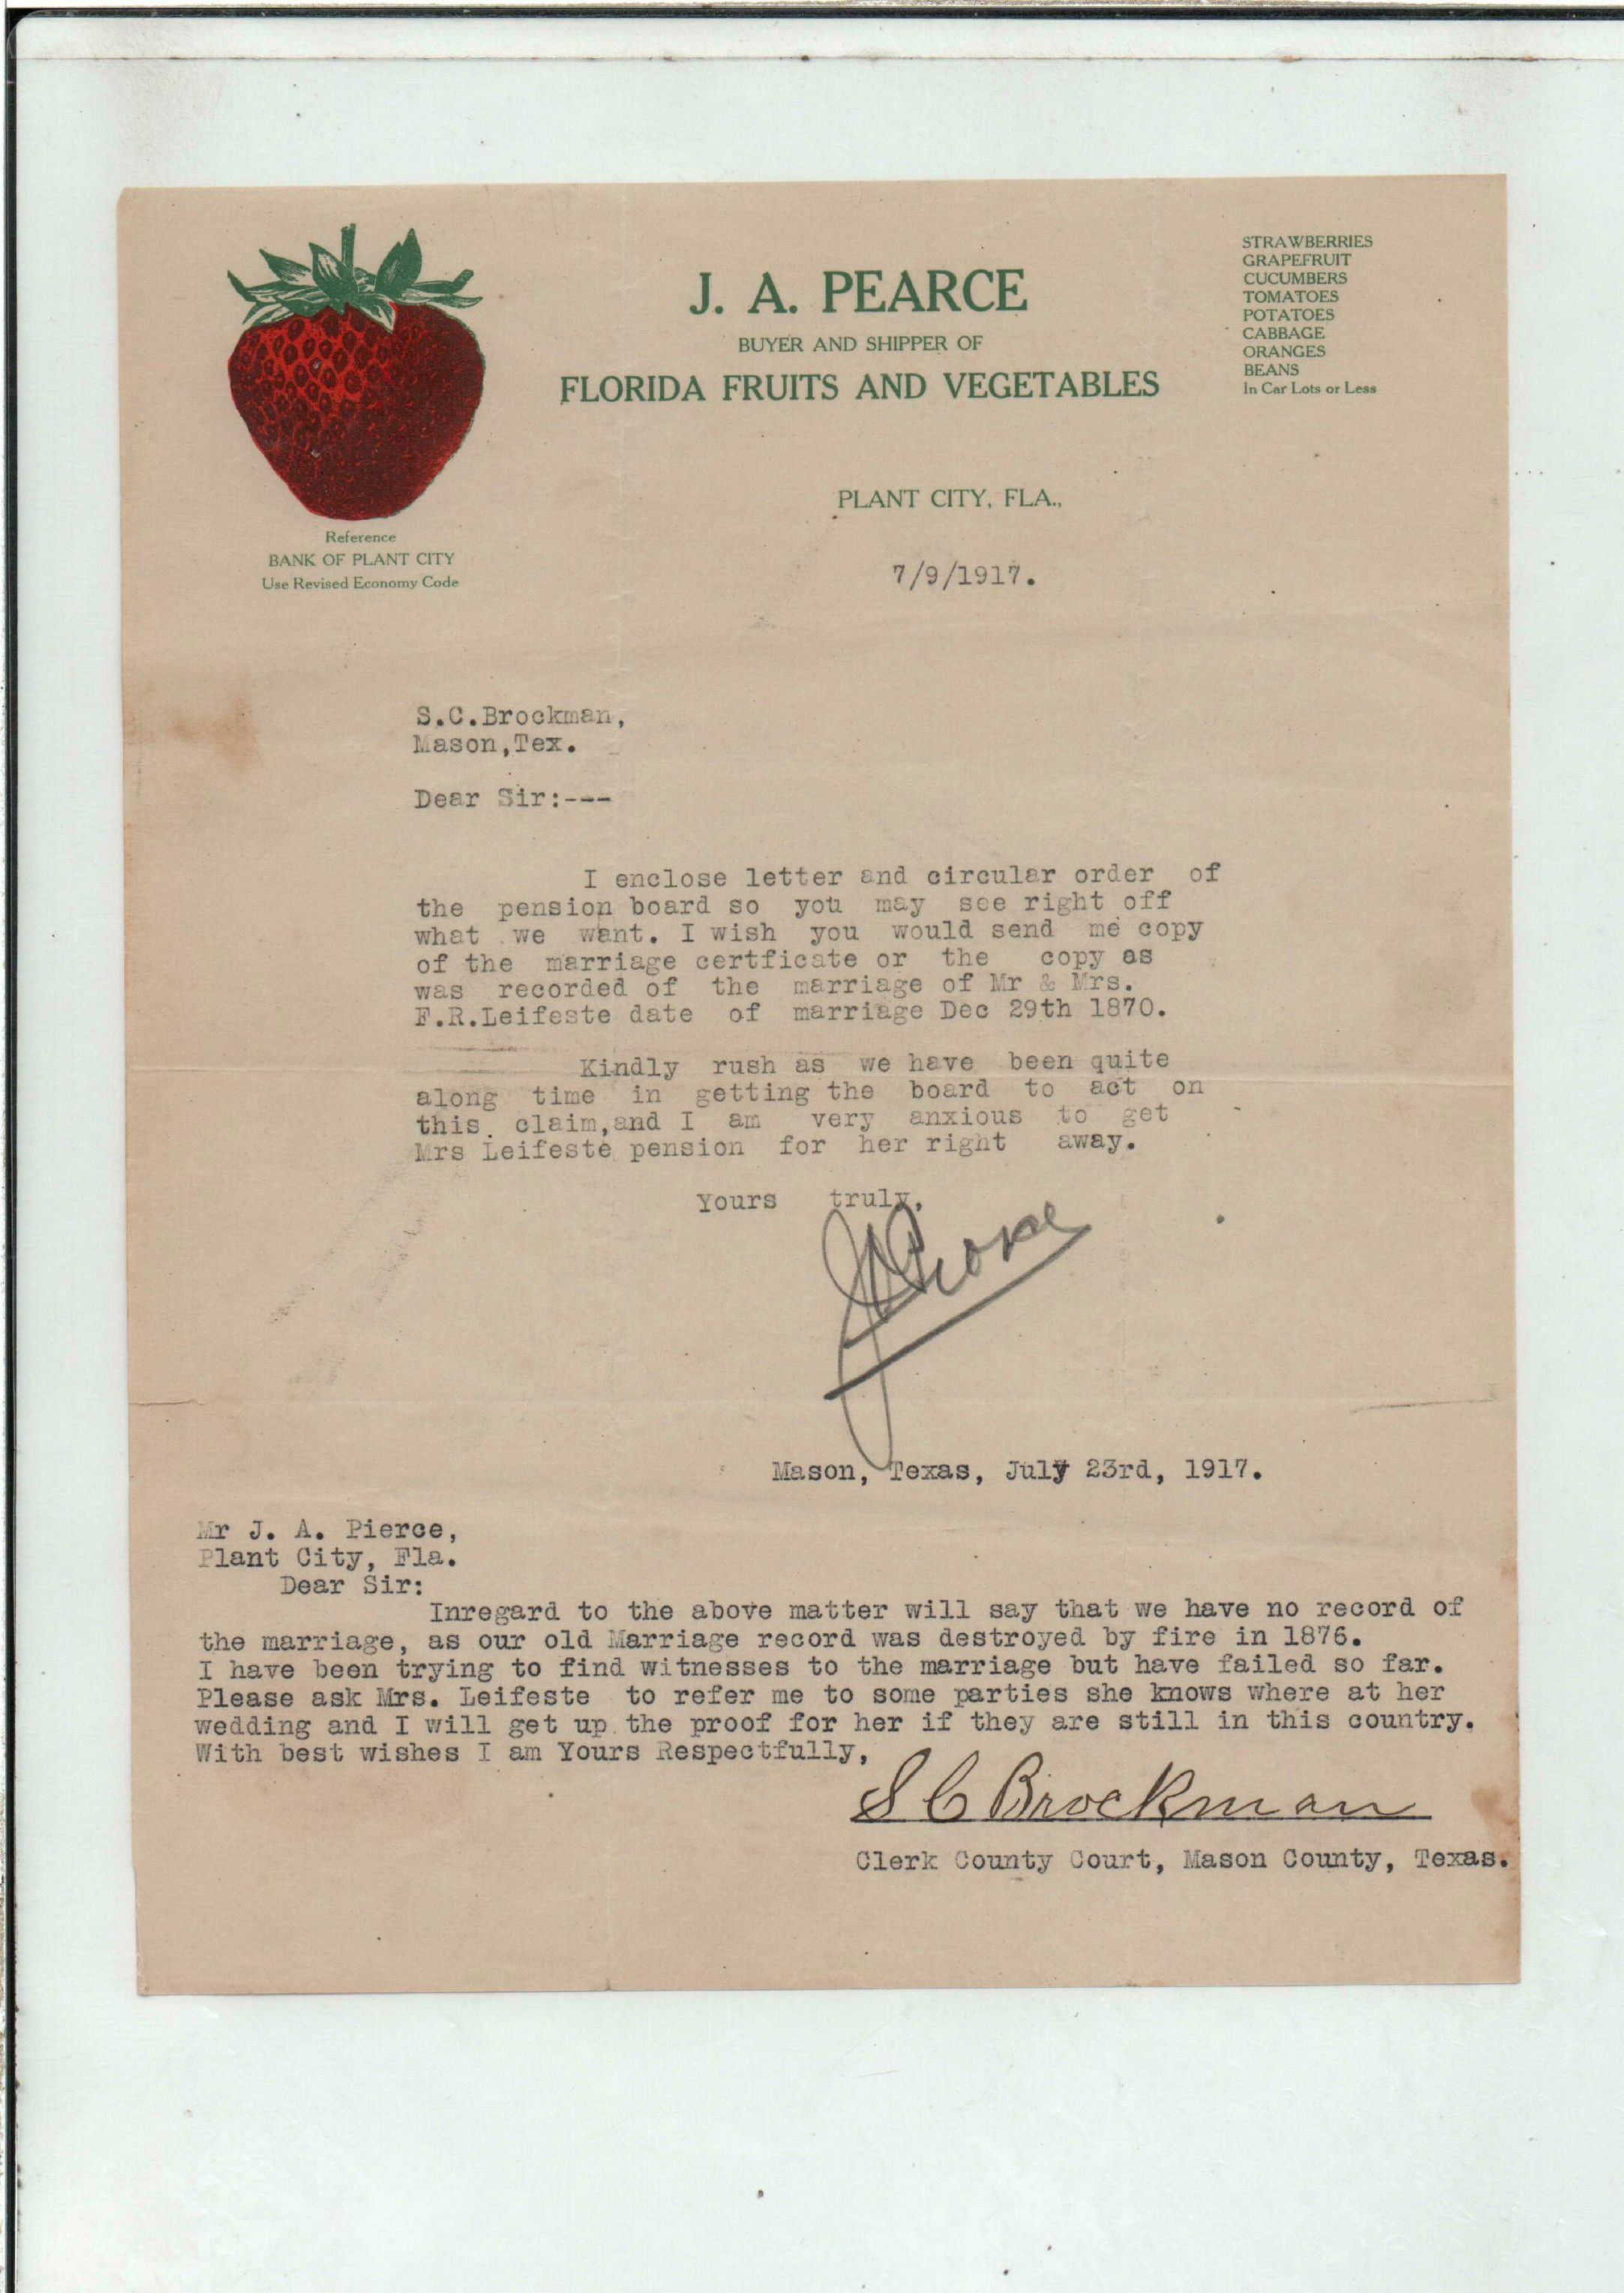 J. A. PEARCE
BUYER AND SHIPPER OF
FLORIDA FRUITS AND VEGETABLES
STRAWBERRIES
GRAPEFRUIT
CUCUMBERS
TOMATOES
POTATOES
CABBAGE
ORANGES
BEANS
In Car Lots or Less
Reference
BANK OF PLANT CITY
Use Revised Economy Code
PLANT CITY, FLA.,
7/9/1917.
S.C.Brockman,
Mason,Tex.
Dear Sir:---
I enclose letter and circular order of
the pension board so you may see right off
what we want. I wish you would send me copy
of the marriage certficate or the copy as
was recorded of the marriage of Mr & Mrs.
F.R.Leifeste date of marriage Dec 29th 1870.
Kindly rush as we have been quite
along time in getting the board to act on
this claim,and I am very anxious to get
Mrs Leifeste pension for her right away.
Yours truly,
Mason, Texas, July 23rd, 1917.
Mr J. A. Pierce,
Plant City, Fla.
Dear Sir:
Inregard to the above matter will say that we have no record of
the marriage, as our old Marriage record was destroyed by fire in 1876.
I have been trying to find witnesses to the marriage but have failed so far.
Please ask Mrs. Leifeste to refer me to some parties she knows where at her
wedding and I will get up the proof for her if they are still in this country.
With best wishes I am Yours Respectfully,
S C Brockman
Clerk County Court, Mason County, Texas.